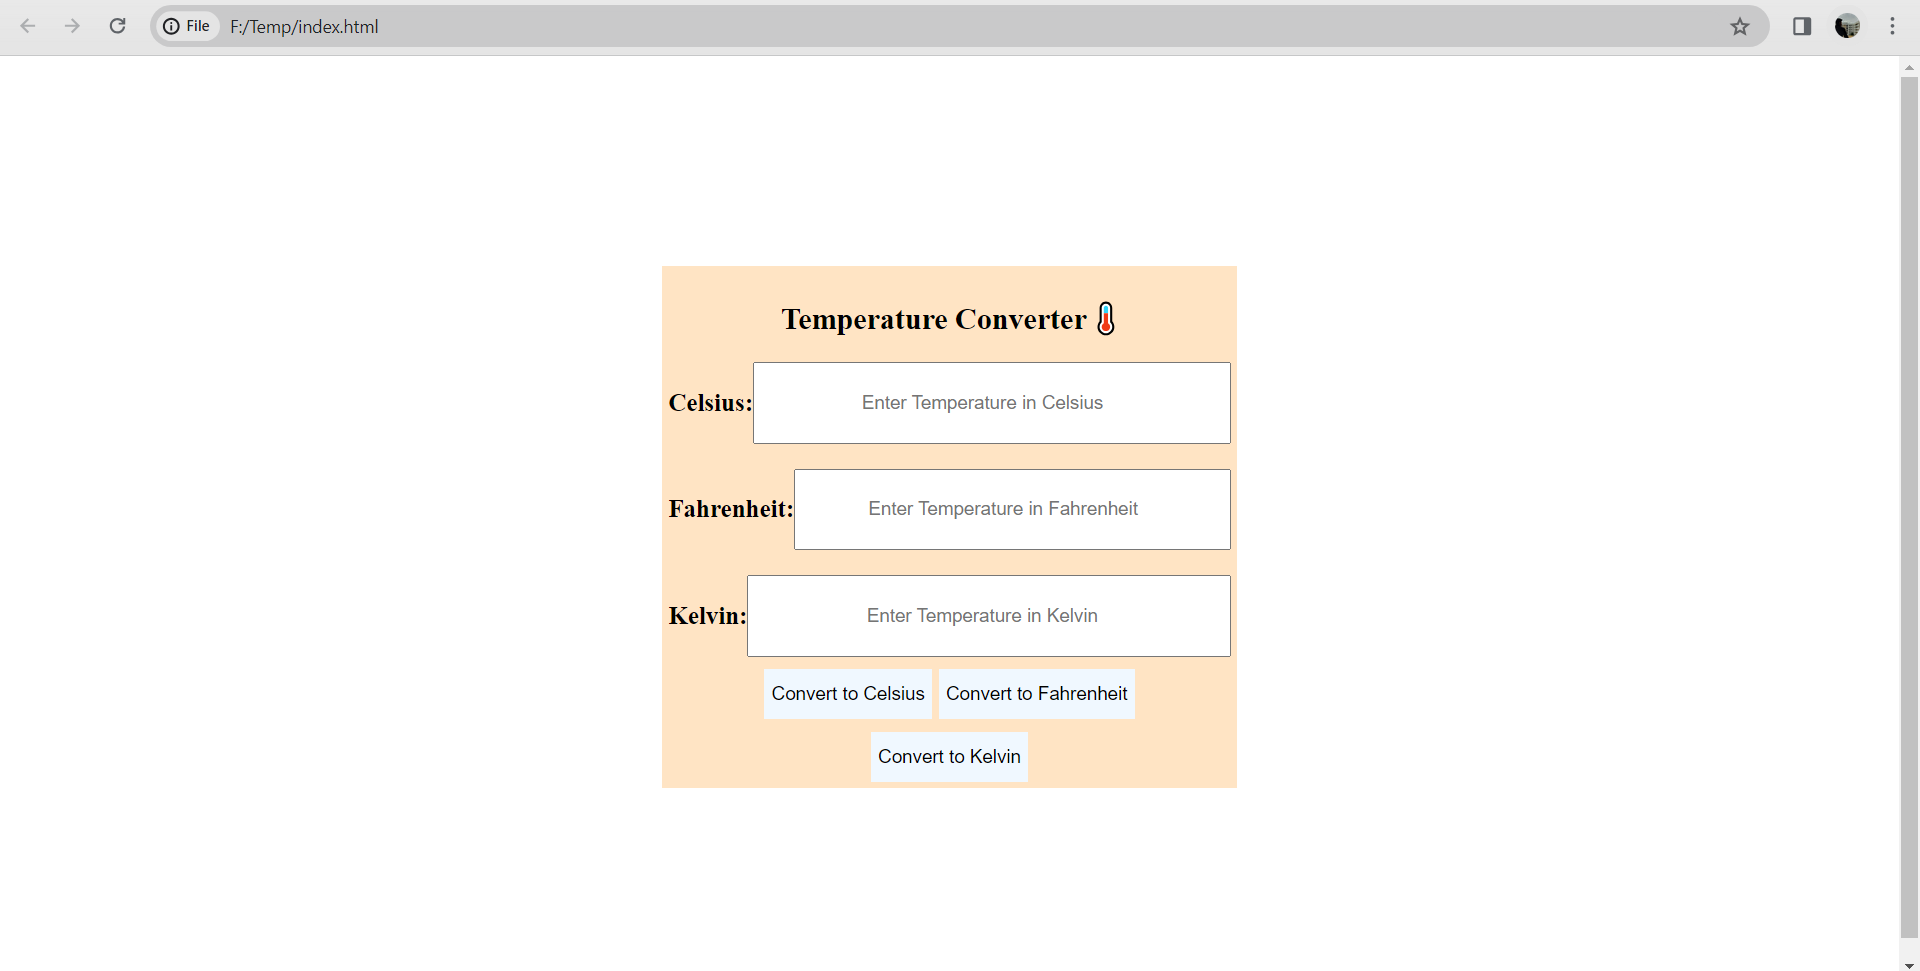 File F:/Temp/index.html
Temperature Converter 🌡
Celsius: Enter Temperature in Celsius
Fahrenheit: Enter Temperature in Fahrenheit
Kelvin: Enter Temperature in Kelvin
Convert to Celsius Convert to Fahrenheit
Convert to Kelvin